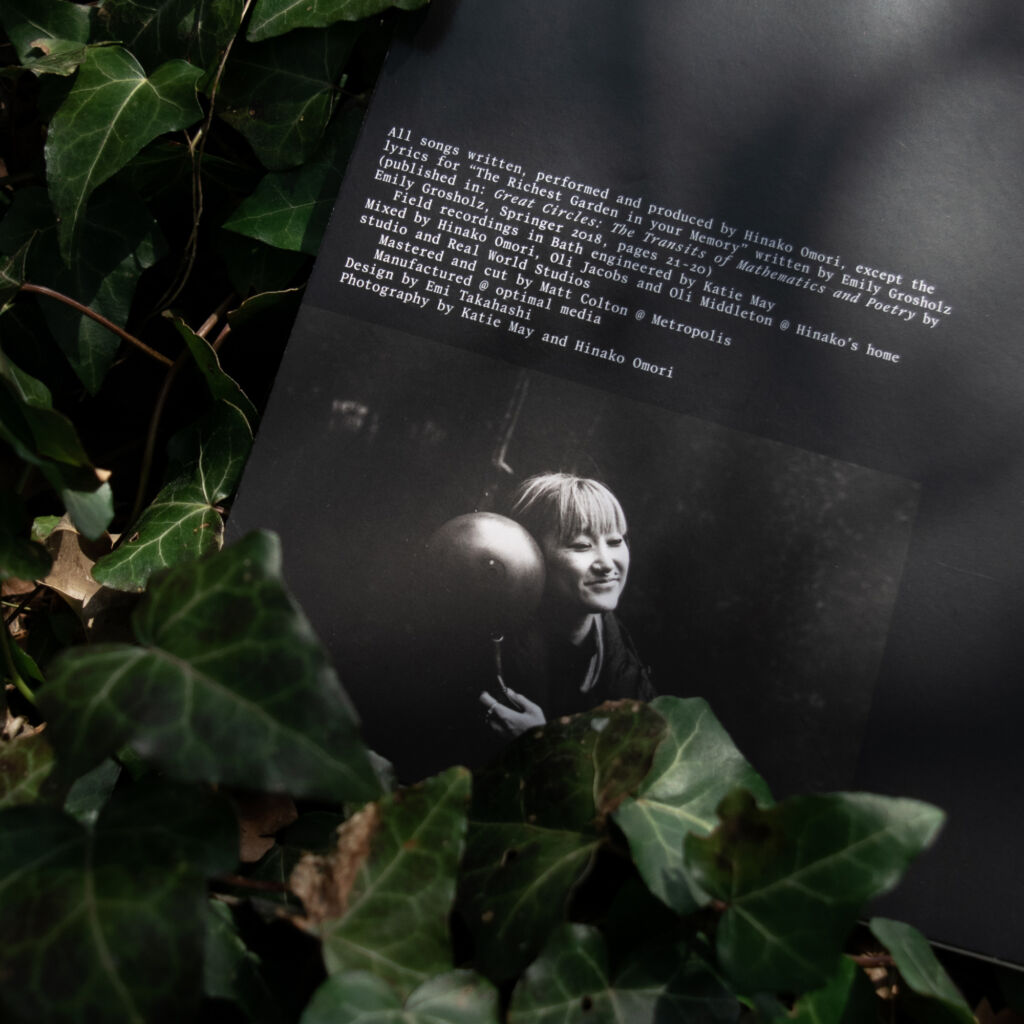 All songs written, performed and produced by Hinako Omori, except the
lyrics for “The Richest Garden in your Memory” written by Emily Grosholz
(published in: Great Circles: The Transits of Mathematics and Poetry by
Emily Grosholz, Springer 2018, pages 21-20)
Field recordings in Bath engineered by Katie May
Mixed by Hinako Omori, Oli Jacobs and Oli Middleton @ Hinako’s home
studio and Real World Studios
Mastered and cut by Matt Colton @ Metropolis
Manufactured @ optimal media
Design by Emi Takahashi
Photography by Katie May and Hinako Omori